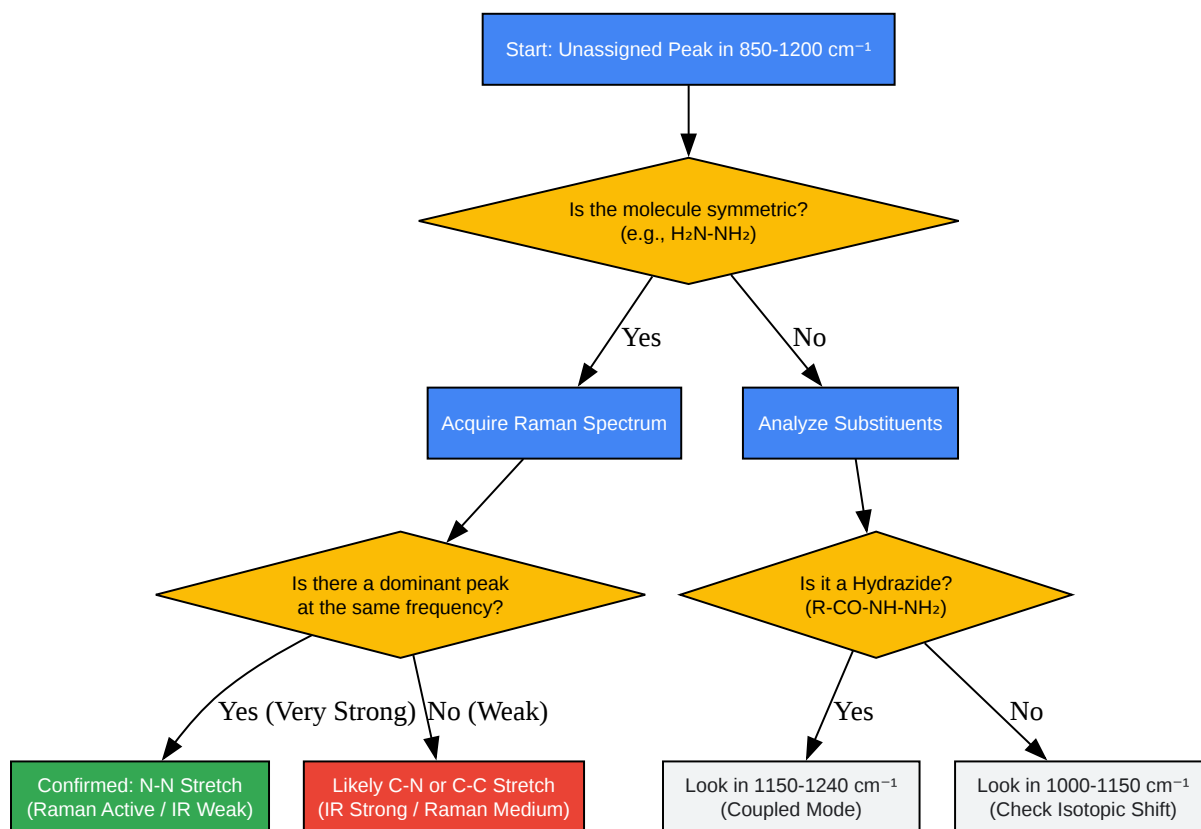 Start: Unassigned Peak in 850-1200 cm⁻¹
Is the molecule symmetric?
(e.g., H₂N-NH₂)
Yes
No
Acquire Raman Spectrum
Analyze Substituents
Is there a dominant peak
at the same frequency?
Is it a Hydrazide?
(R-CO-NH-NH₂)
Yes (Very Strong)
No (Weak)
Yes
No
Confirmed: N-N Stretch
(Raman Active / IR Weak)
Likely C-N or C-C Stretch
(IR Strong / Raman Medium)
Look in 1150-1240 cm⁻¹
(Coupled Mode)
Look in 1000-1150 cm⁻¹
(Check Isotopic Shift)